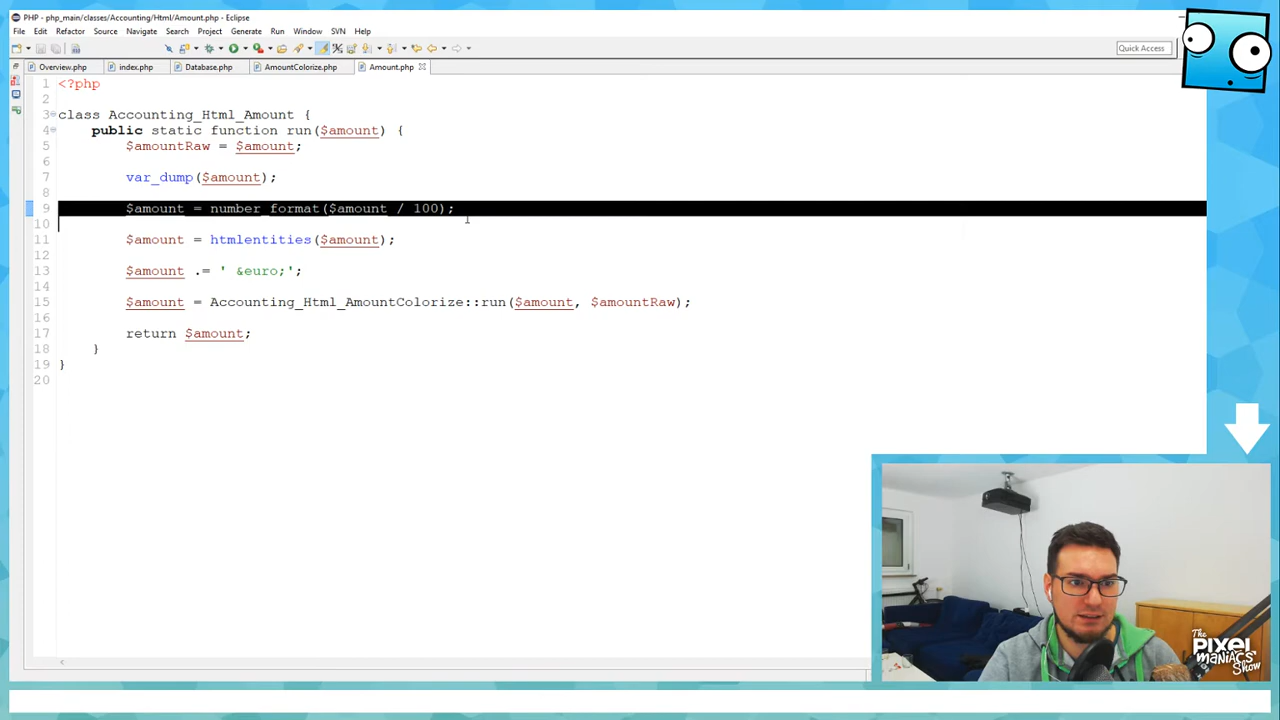 PHP - php_main/classes/Accounting/Html/Amount.php - Eclipse
File Edit Refactor Source Navigate Search Project Generate Run Window SVN Help
Quick Access
Overview.php index.php Database.php AmountColorize.php Amount.php
1 <?php
2
3 class Accounting_Html_Amount {
4 public static function run($amount) {
5 $amountRaw = $amount;
6
7 var_dump($amount);
8
9 $amount = number_format($amount / 100);
10
11 $amount = htmlentities($amount);
12
13 $amount .= ' &euro;';
14
15 $amount = Accounting_Html_AmountColorize::run($amount, $amountRaw);
16
17 return $amount;
18 }
19 }
20
The
PIXEL
MANIACS
Show